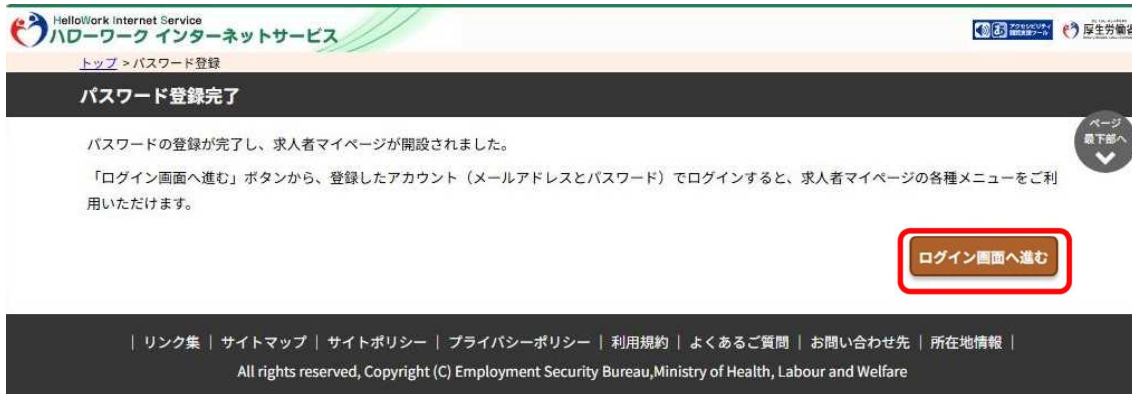 HelloWork Internet Service
ハローワーク インターネットサービス
厚生労働省
トップ > パスワード登録
パスワード登録完了
ページ
最下部へ
パスワードの登録が完了し、求人者マイページが開設されました。
「ログイン画面へ進む」ボタンから、登録したアカウント（メールアドレスとパスワード）でログインすると、求人者マイページの各種メニューをご利
用いただけます。
ログイン画面へ進む
| リンク集 | サイトマップ | サイトポリシー | プライバシーポリシー | 利用規約 | よくあるご質問 | お問い合わせ先 | 所在地情報 |
All rights reserved, Copyright (C) Employment Security Bureau,Ministry of Health, Labour and Welfare